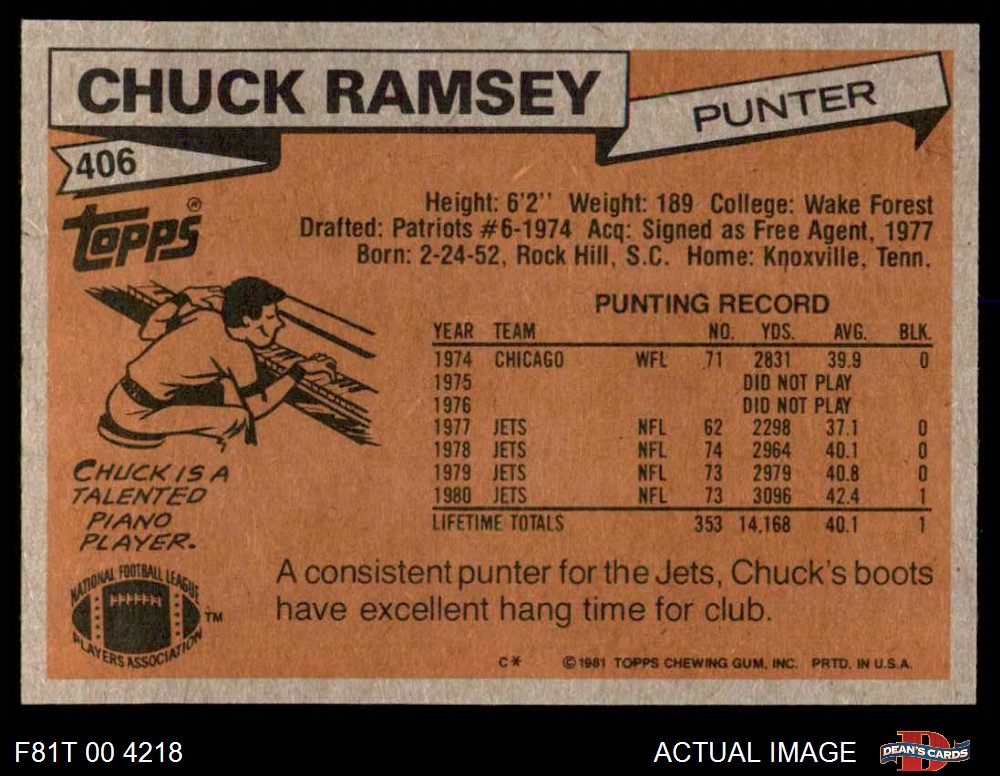 CHUCK RAMSEY
PUNTER
406
TOPPS®
Height: 6'2'' Weight: 189 College: Wake Forest
Drafted: Patriots #6-1974 Acq: Signed as Free Agent, 1977
Born: 2-24-52, Rock Hill, S.C. Home: Knoxville, Tenn.
PUNTING RECORD
YEAR TEAM NO. YDS. AVG. BLK.
1974 CHICAGO WFL 71 2831 39.9 0
1975 DID NOT PLAY
1976 DID NOT PLAY
1977 JETS NFL 62 2298 37.1 0
1978 JETS NFL 74 2964 40.1 0
1979 JETS NFL 73 2979 40.8 0
1980 JETS NFL 73 3096 42.4 1
LIFETIME TOTALS 353 14,168 40.1 1
CHUCK IS A
TALENTED
PIANO
PLAYER.
NATIONAL FOOTBALL LEAGUE
PLAYERS ASSOCIATION
TM
A consistent punter for the Jets, Chuck's boots
have excellent hang time for club.
C* ©1981 TOPPS CHEWING GUM, INC. PRTD. IN U.S.A.
F81T 00 4218
ACTUAL IMAGE
D
DEAN'S CARDS